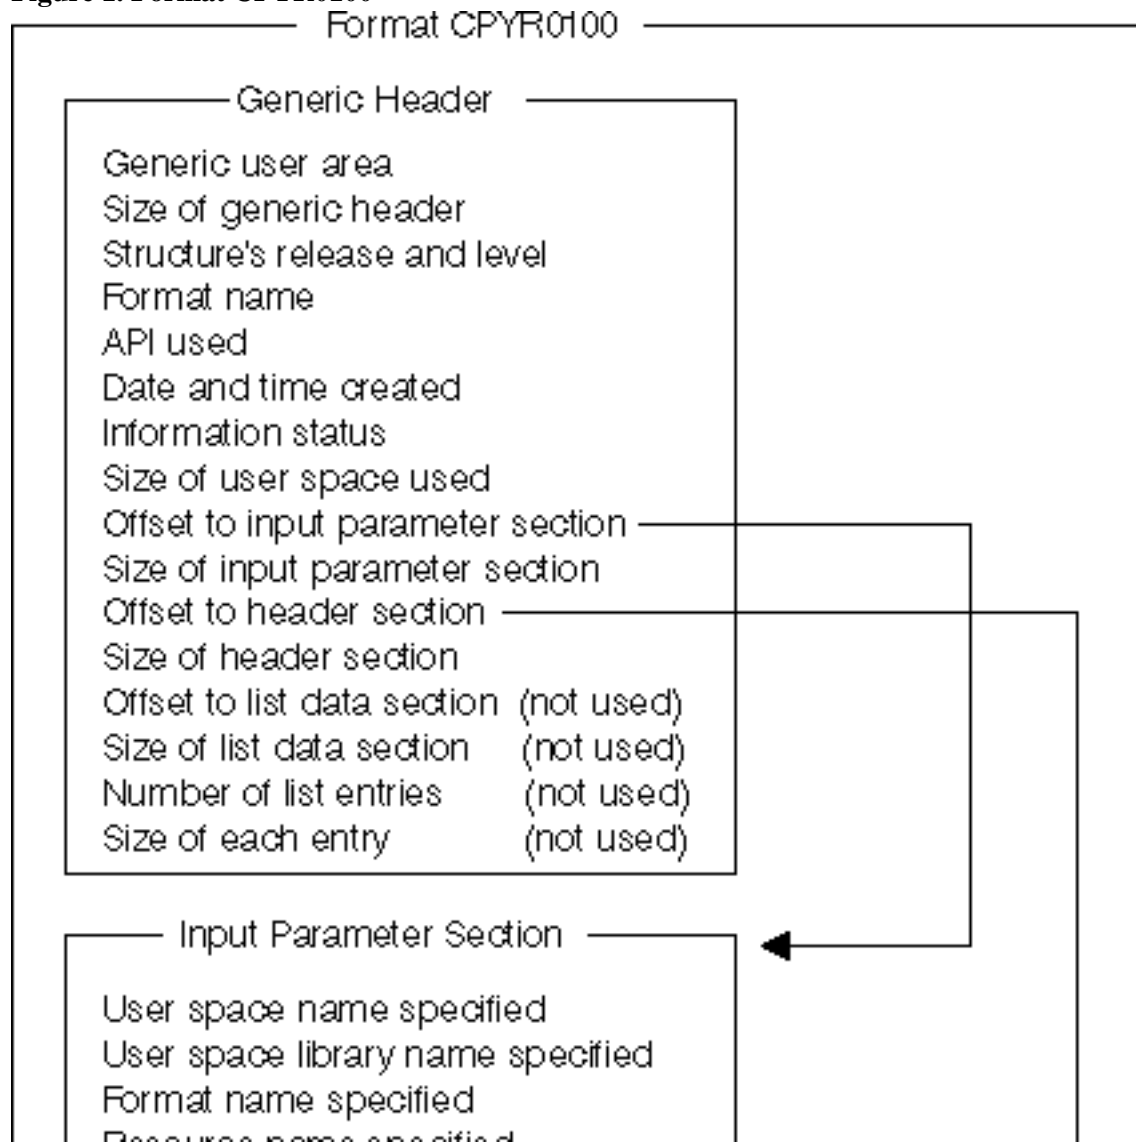 Format CPYR0100
Generic Header
Generic user area
Size of generic header
Structure's release and level
Format name
API used
Date and time created
Information status
Size of user space used
Offset to input parameter section
Size of input parameter section
Offset to header section
Size of header section
Offset to list data section (not used)
Size of list data section (not used)
Number of list entries (not used)
Size of each entry (not used)
Input Parameter Section
User space name specified
User space library name specified
Format name specified
Resource name specified